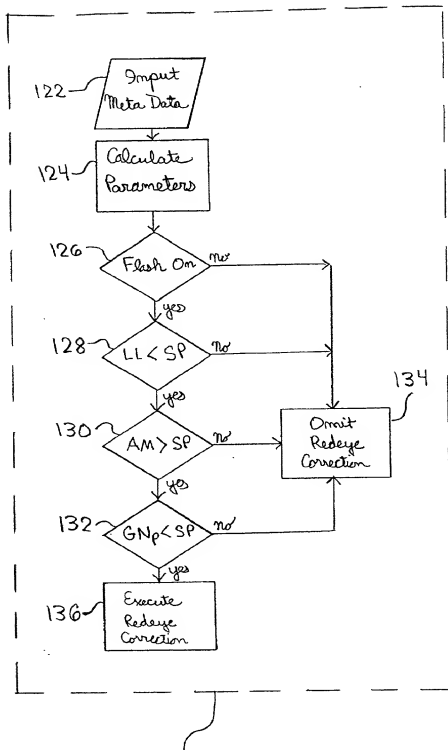 122
Input
Meta Data
124
Calculate
Parameters
126
Flash On
no
yes
128
LL < SP
no
yes
134
Omit
Redeye
Correction
130
AM > SP
no
yes
132
GNp < SP
no
yes
136
Execute
Redeye
Correction